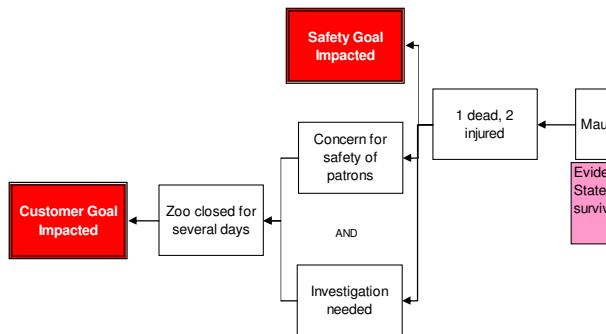 Safety Goal
Impacted
1 dead, 2
injured
Concern for
safety of
patrons
Customer Goal
Impacted
Zoo closed for
several days
AND
Investigation
needed